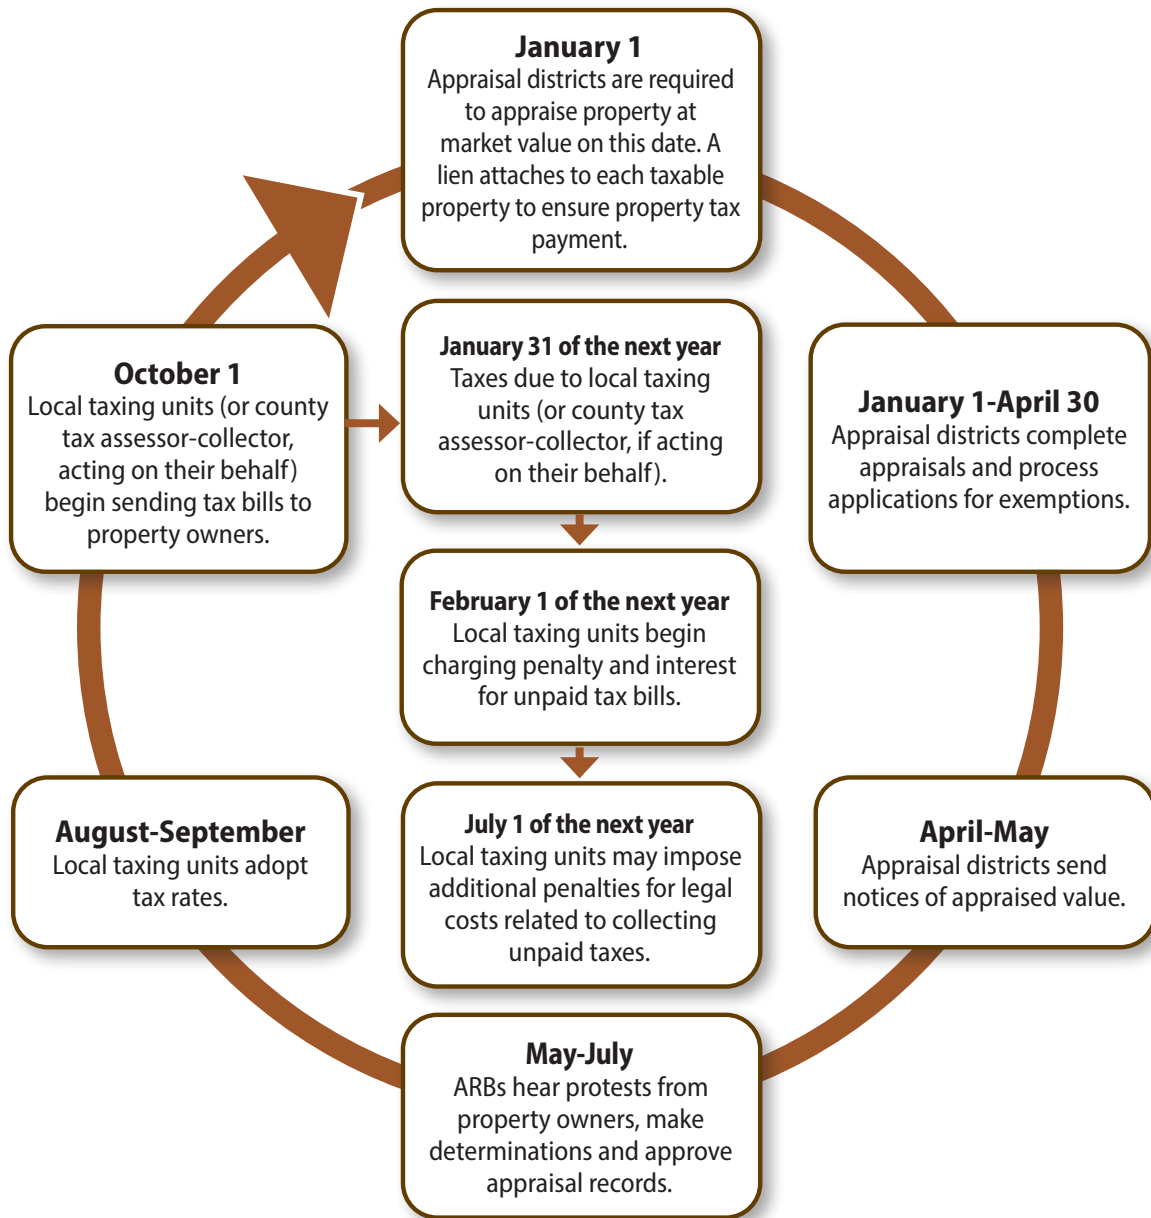 January 1
Appraisal districts are required
to appraise property at
market value on this date. A
lien attaches to each taxable
property to ensure property tax
payment.
January 1-April 30
Appraisal districts complete
appraisals and process
applications for exemptions.
April-May
Appraisal districts send
notices of appraised value.
May-July
ARBs hear protests from
property owners, make
determinations and approve
appraisal records.
August-September
Local taxing units adopt
tax rates.
October 1
Local taxing units (or county
tax assessor-collector,
acting on their behalf)
begin sending tax bills to
property owners.
January 31 of the next year
Taxes due to local taxing
units (or county tax
assessor-collector, if acting
on their behalf).
February 1 of the next year
Local taxing units begin
charging penalty and interest
for unpaid tax bills.
July 1 of the next year
Local taxing units may impose
additional penalties for legal
costs related to collecting
unpaid taxes.